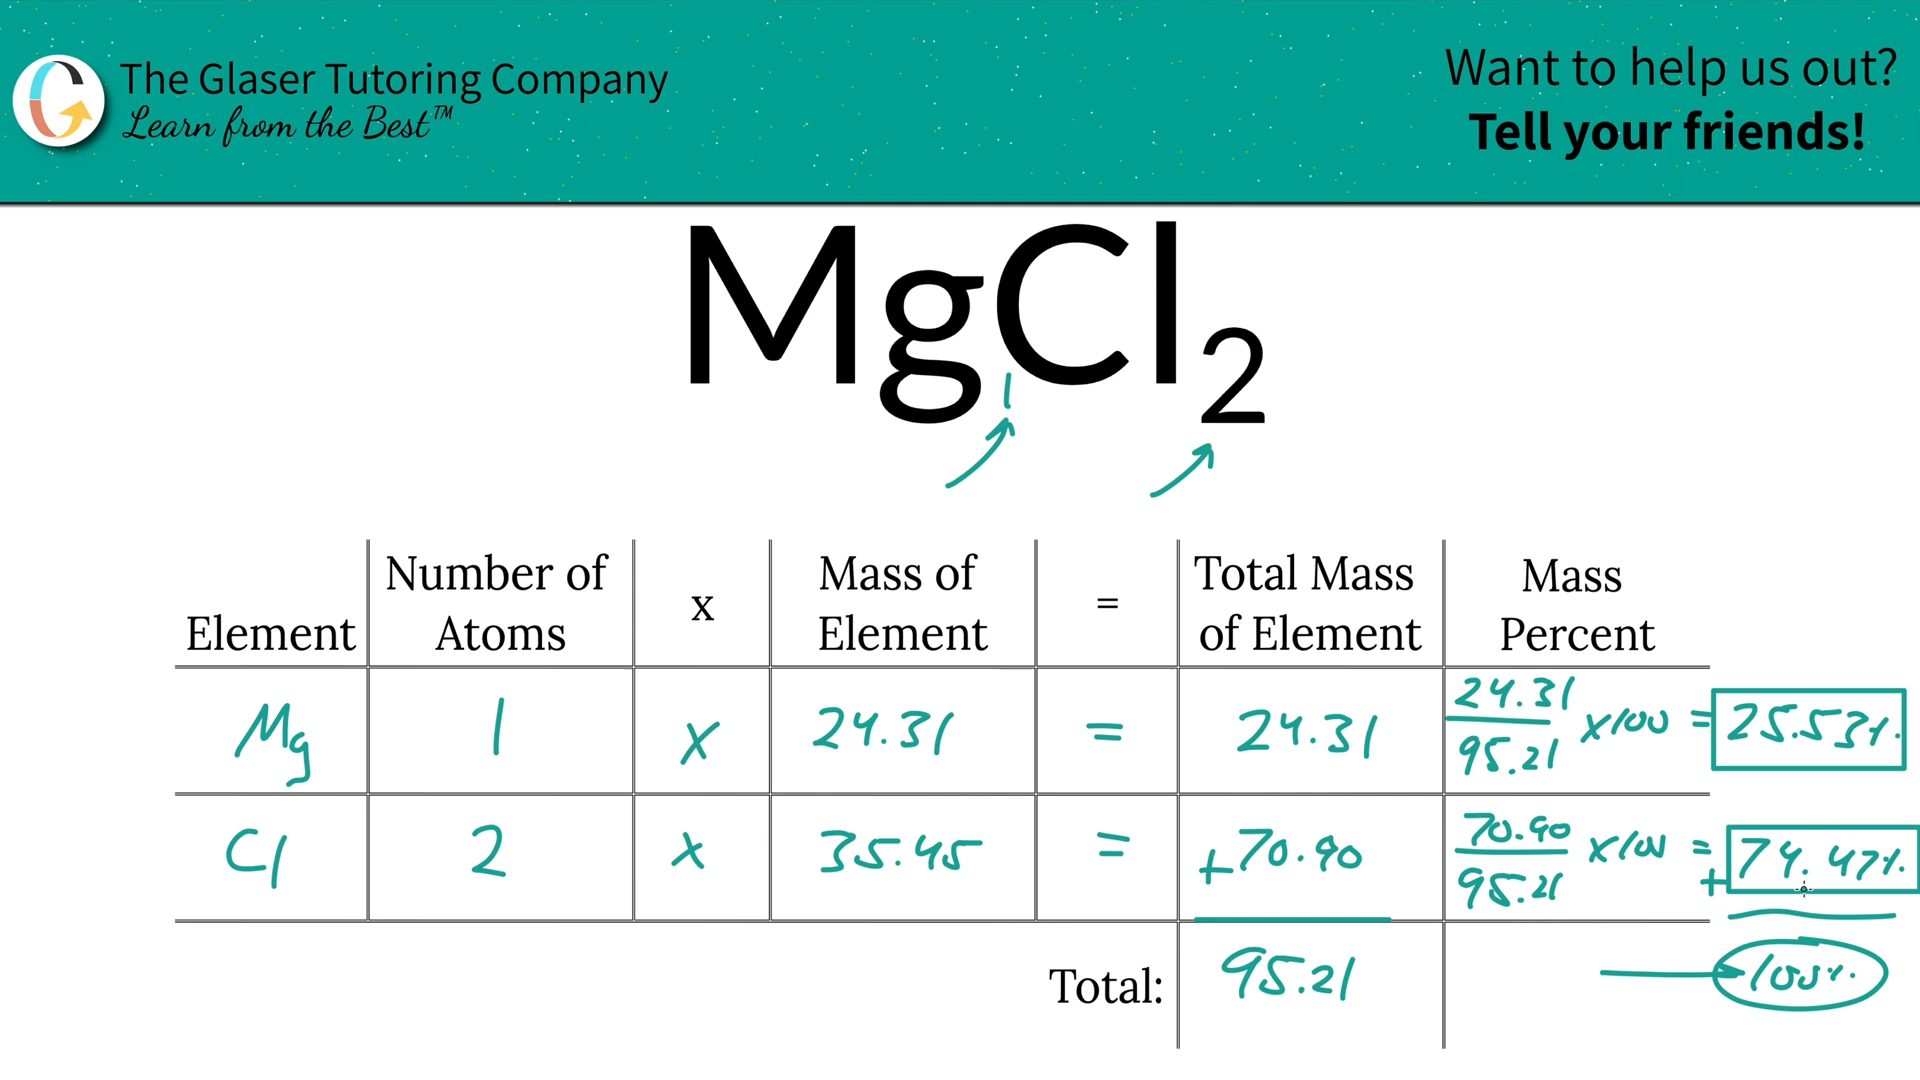 The Glaser Tutoring Company
Learn from the Best™
Want to help us out?
Tell your friends!
MgCl₂
1
Element | Number of Atoms | x | Mass of Element | = | Total Mass of Element | Mass Percent
Mg | 1 | x | 24.31 | = | 24.31 | 24.31/95.21 x100 = 25.53%
Cl | 2 | x | 35.45 | = | +70.90 | 70.90/95.21 x100 = + 74.47%
Total: 95.21 | 100%